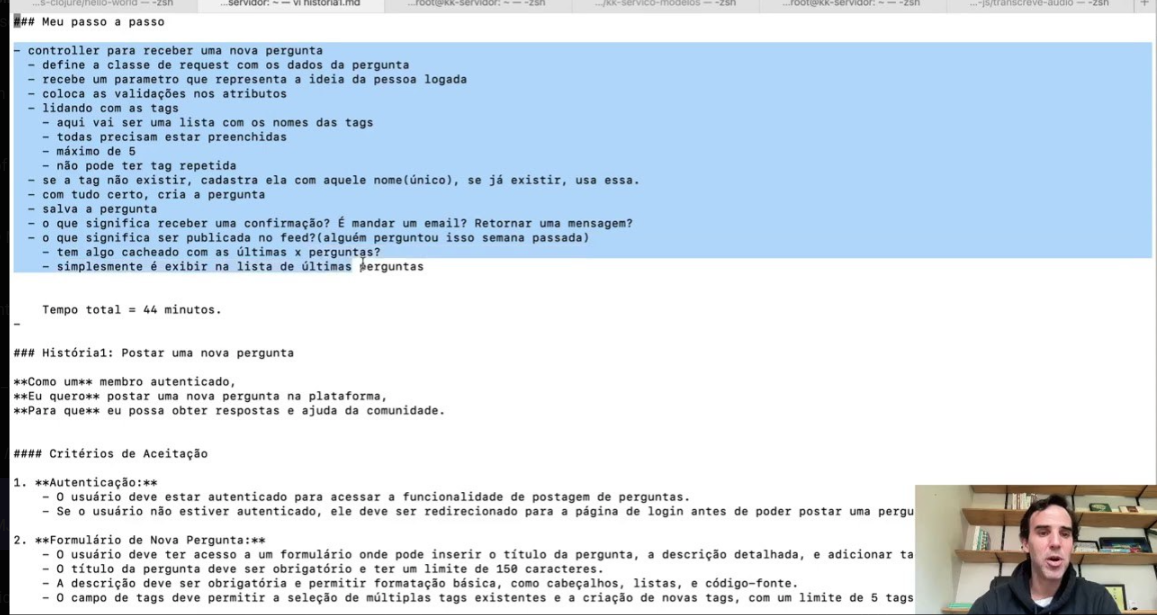 …s-clojure/hello-world — -zsh
…servidor: ~ — vi historia1.md
…root@kk-servidor: ~ — -zsh
…/kk-servico-modelos — -zsh
…root@kk-servidor: ~ — -zsh
…-js/transcreve-audio — -zsh
+
### Meu passo a passo
- controller para receber uma nova pergunta
- define a classe de request com os dados da pergunta
- recebe um parametro que representa a ideia da pessoa logada
- coloca as validações nos atributos
- lidando com as tags
- aqui vai ser uma lista com os nomes das tags
- todas precisam estar preenchidas
- máximo de 5
- não pode ter tag repetida
- se a tag não existir, cadastra ela com aquele nome(único), se já existir, usa essa.
- com tudo certo, cria a pergunta
- salva a pergunta
- o que significa receber uma confirmação? É mandar um email? Retornar uma mensagem?
- o que significa ser publicada no feed?(alguém perguntou isso semana passada)
- tem algo cacheado com as últimas x perguntas?
- simplesmente é exibir na lista de últimas perguntas
Tempo total = 44 minutos.
-
### História1: Postar uma nova pergunta
**Como um** membro autenticado,
**Eu quero** postar uma nova pergunta na plataforma,
**Para que** eu possa obter respostas e ajuda da comunidade.
#### Critérios de Aceitação
1. **Autenticação:**
- O usuário deve estar autenticado para acessar a funcionalidade de postagem de perguntas.
- Se o usuário não estiver autenticado, ele deve ser redirecionado para a página de login antes de poder postar uma pergu
2. **Formulário de Nova Pergunta:**
- O usuário deve ter acesso a um formulário onde pode inserir o título da pergunta, a descrição detalhada, e adicionar ta
- O título da pergunta deve ser obrigatório e ter um limite de 150 caracteres.
- A descrição deve ser obrigatória e permitir formatação básica, como cabeçalhos, listas, e código-fonte.
- O campo de tags deve permitir a seleção de múltiplas tags existentes e a criação de novas tags, com um limite de 5 tags